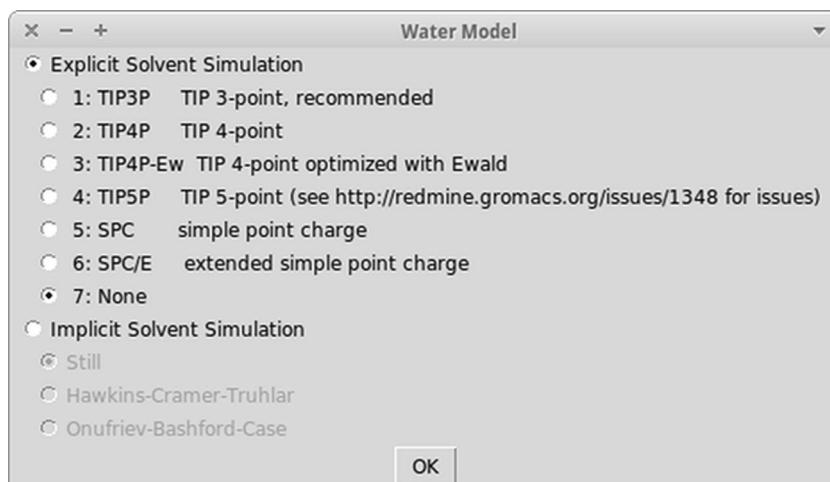 Water Model
Explicit Solvent Simulation
1: TIP3P TIP 3-point, recommended
2: TIP4P TIP 4-point
3: TIP4P-Ew TIP 4-point optimized with Ewald
4: TIP5P TIP 5-point (see http://redmine.gromacs.org/issues/1348 for issues)
5: SPC simple point charge
6: SPC/E extended simple point charge
7: None
Implicit Solvent Simulation
Still
Hawkins-Cramer-Truhlar
Onufriev-Bashford-Case
OK